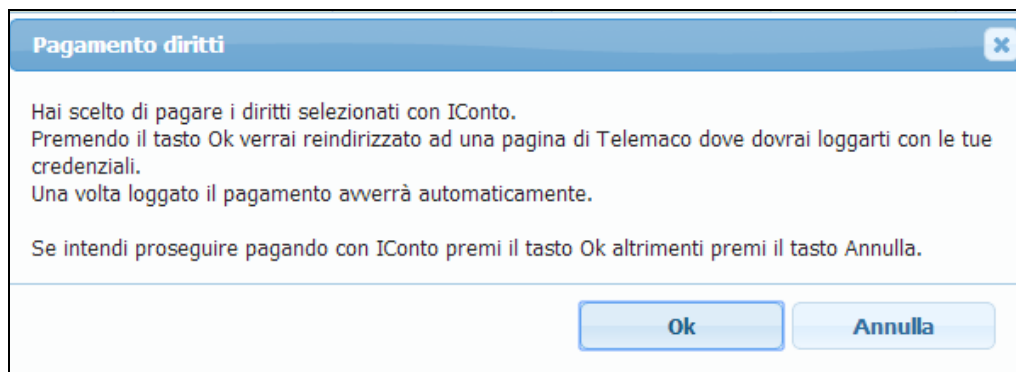 Pagamento diritti
Hai scelto di pagare i diritti selezionati con IConto.
Premendo il tasto Ok verrai reindirizzato ad una pagina di Telemaco dove dovrai loggarti con le tue
credenziali.
Una volta loggato il pagamento avverrà automaticamente.
Se intendi proseguire pagando con IConto premi il tasto Ok altrimenti premi il tasto Annulla.
Ok
Annulla